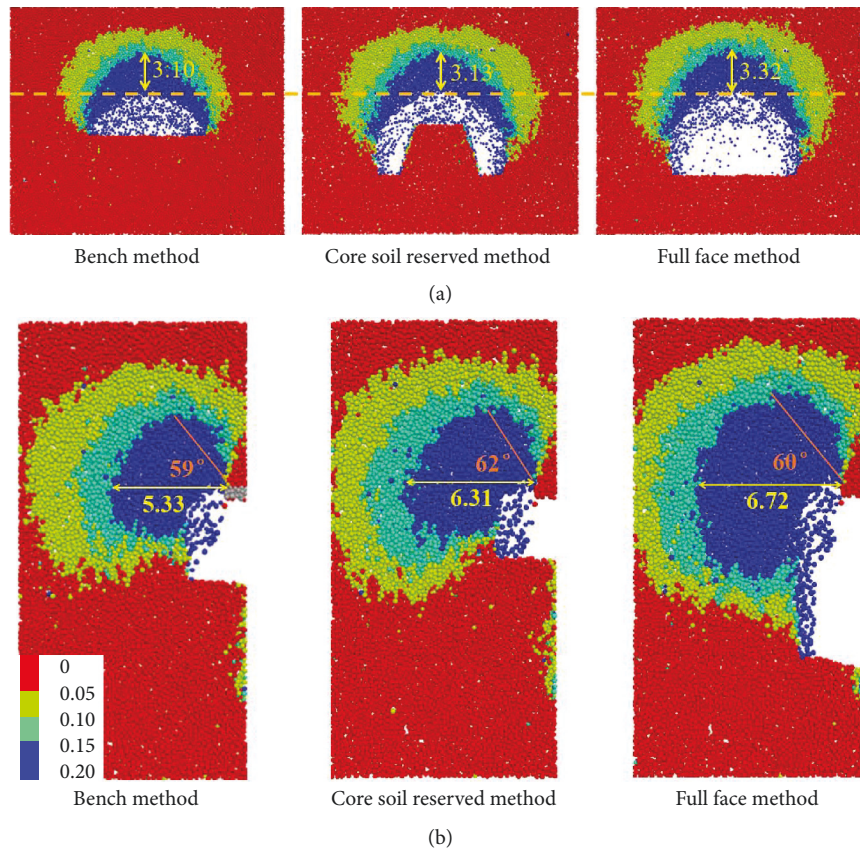 3.10
3.13
3.32
Bench method
Core soil reserved method
Full face method
(a)
59°
5.33
62°
6.31
60°
6.72
0
0.05
0.10
0.15
0.20
Bench method
Core soil reserved method
Full face method
(b)